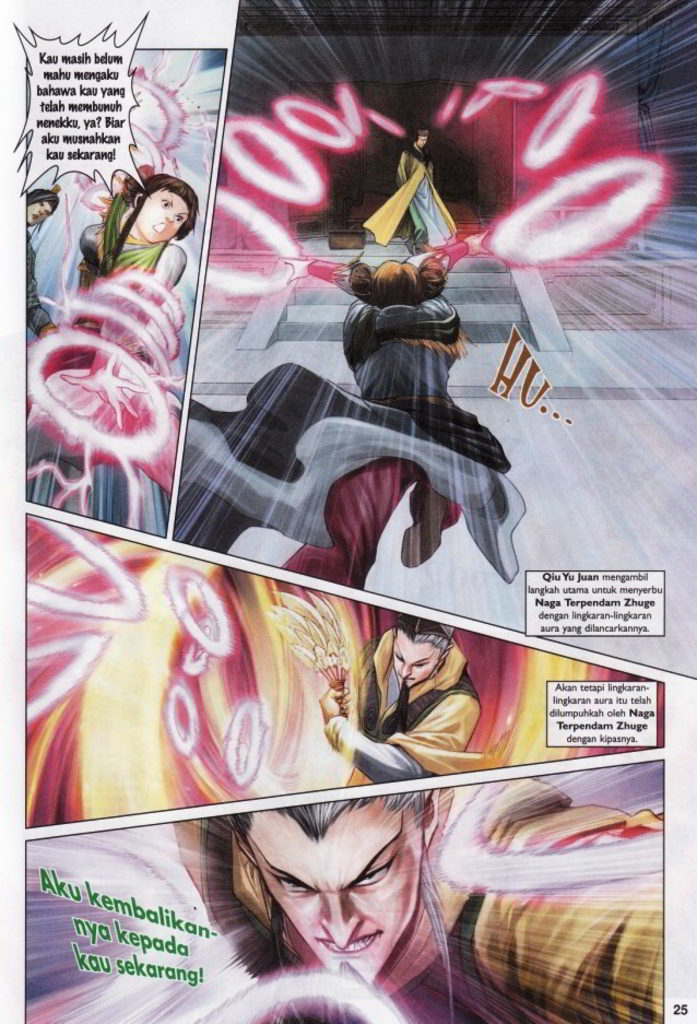 Kau masih belum
mahu mengaku
bahawa kau yang
telah membunuh
nenekku, ya? Biar
aku musnahkan
kau sekarang!
HU...
Qiu Yu Juan mengambil
langkah utama untuk menyerbu
Naga Terpendam Zhuge
dengan lingkaran-lingkaran
aura yang dilancarkannya.
Akan tetapi lingkaran-
lingkaran aura itu telah
dilumpuhkah oleh Naga
Terpendam Zhuge
dengan kipasnya.
Aku kembalikan-
nya kepada
kau sekarang!
25